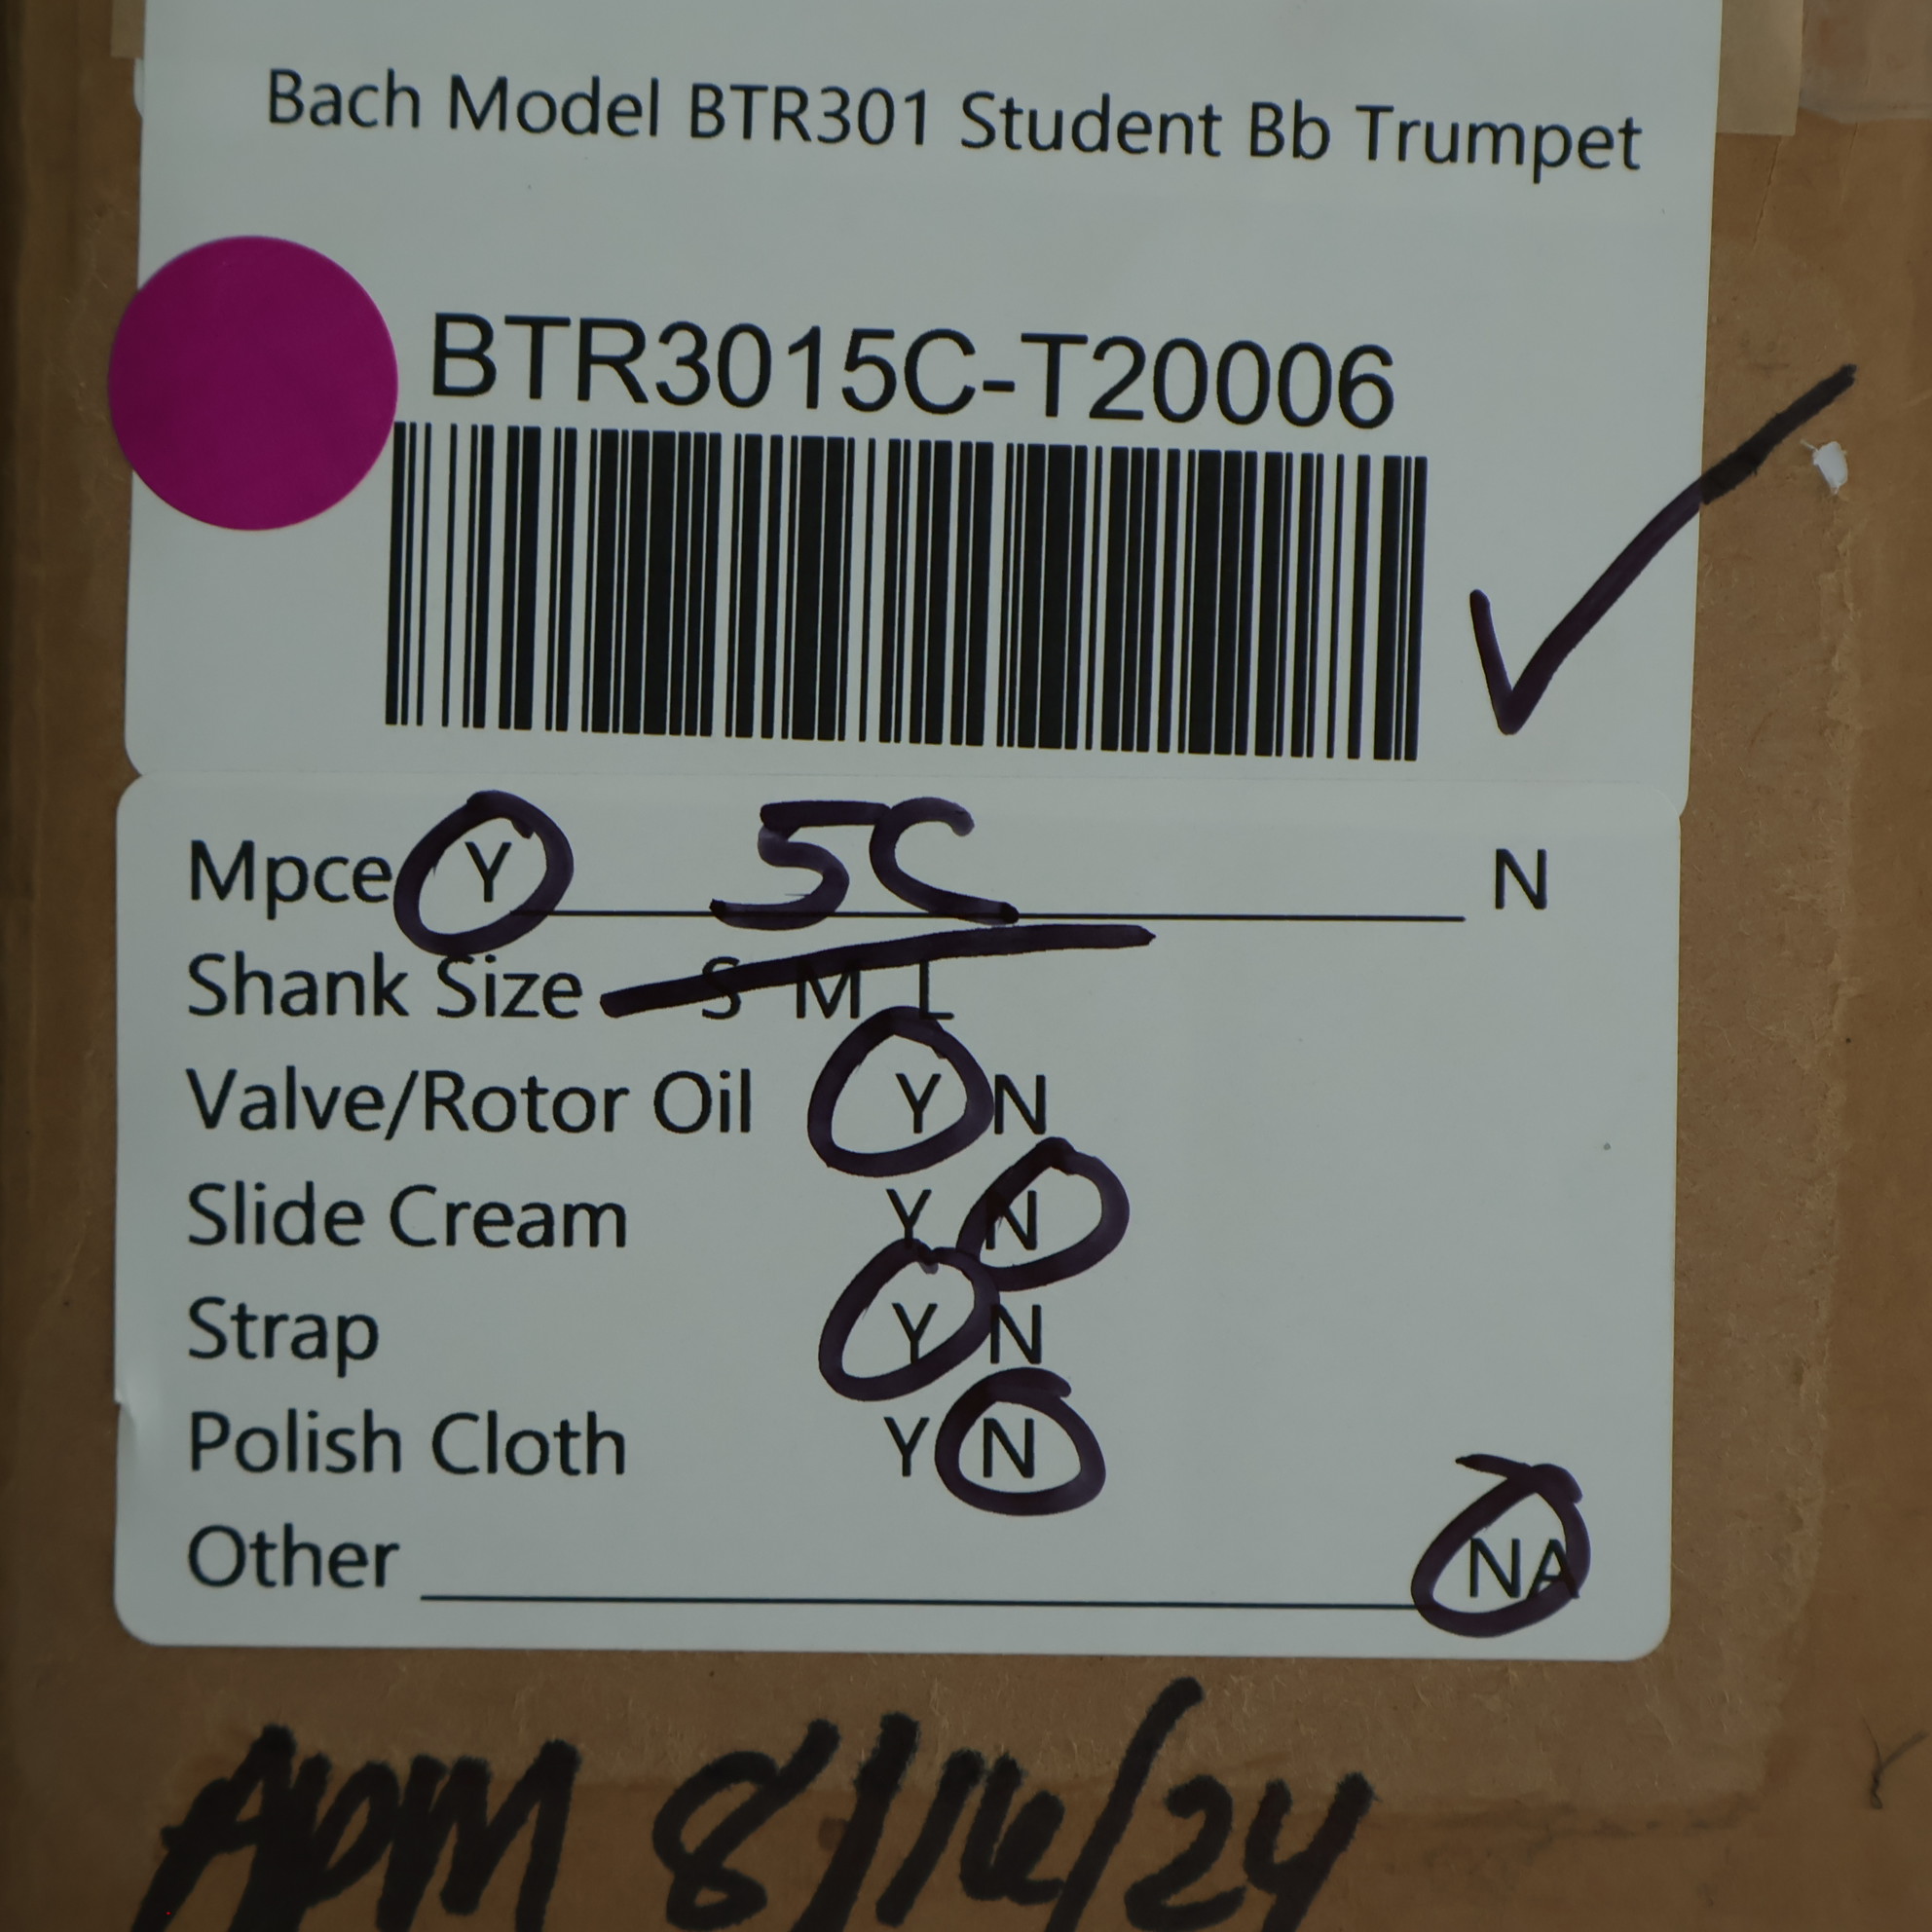 Bach Model BTR301 Student Bb Trumpet
BTR3015C-T20006
Mpce Y 5C N
Shank Size S M L
Valve/Rotor Oil Y N
Slide Cream Y N
Strap Y N
Polish Cloth Y N
Other NA
APM 8/16/24